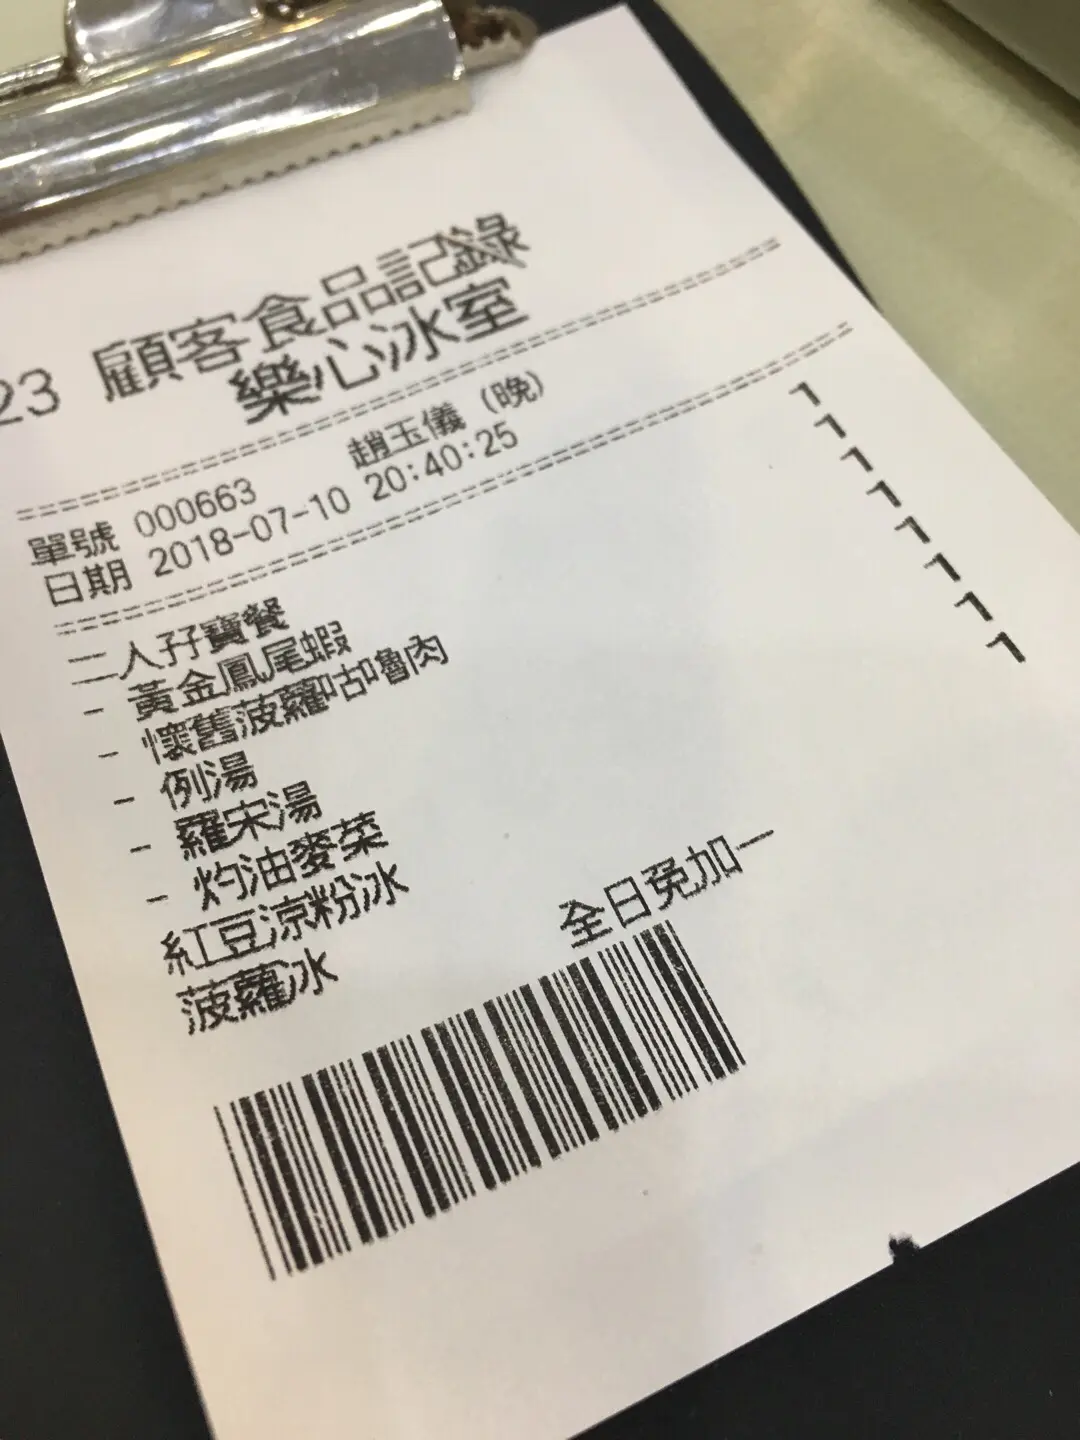 23 顧客食品記錄
樂心冰室
單號 000663 趙玉儀 (晚)
日期 2018-07-10 20:40:25
二人孖寶餐 1
- 黃金鳳尾蝦 1
- 懷舊菠蘿咕嚕肉 1
- 例湯 1
- 羅宋湯 1
- 灼油麥菜 1
紅豆涼粉冰 1
菠蘿冰 1
全日免加一